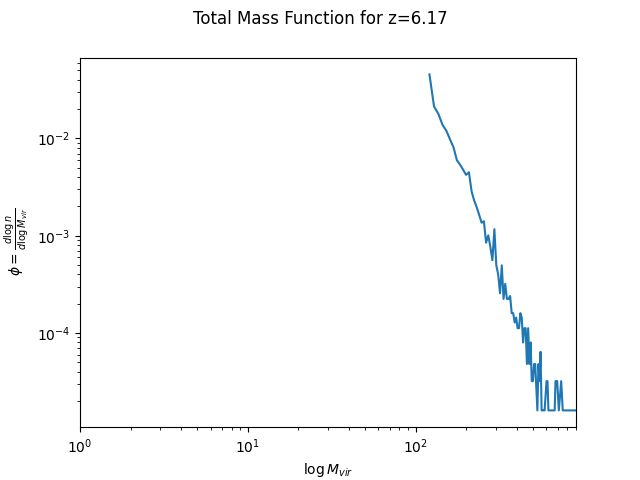 Total Mass Function for z=6.17
10⁻²
10⁻³
10⁻⁴
ϕ = d log n / d log M_vir
10⁰ 10¹ 10²
log M_vir